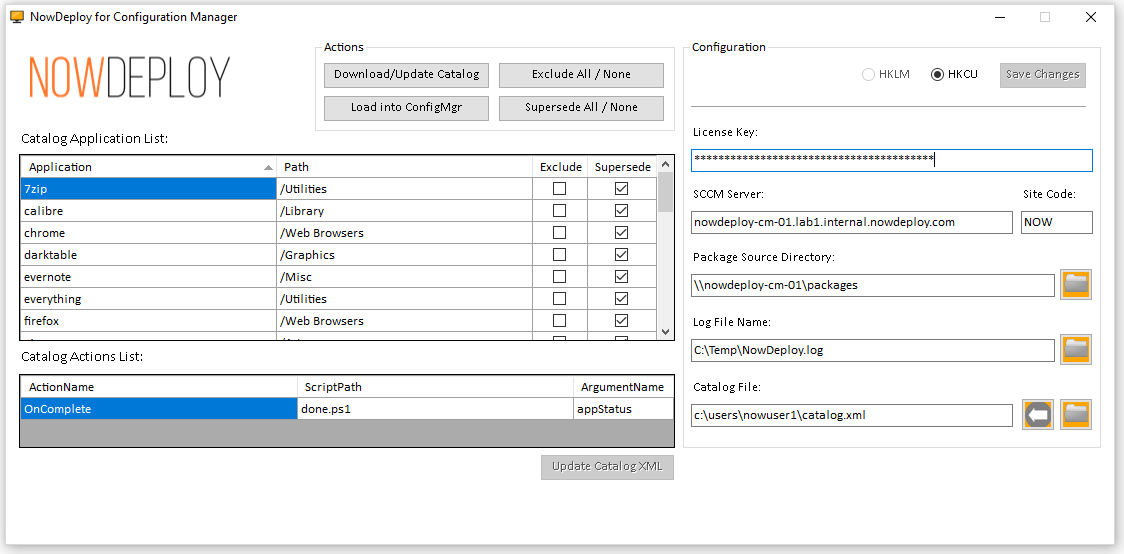 NowDeploy for Configuration Manager
NOWDEPLOY
Actions
Download/Update Catalog
Exclude All / None
Load into ConfigMgr
Supersede All / None
Catalog Application List:
Application Path Exclude Supersede
7zip /Utilities
calibre /Library
chrome /Web Browsers
darktable /Graphics
evernote /Misc
everything /Utilities
firefox /Web Browsers
Catalog Actions List:
ActionName ScriptPath ArgumentName
OnComplete done.ps1 appStatus
Update Catalog XML
Configuration
HKLM HKCU Save Changes
License Key:
****************************************
SCCM Server: Site Code:
nowdeploy-cm-01.lab1.internal.nowdeploy.com NOW
Package Source Directory:
\\nowdeploy-cm-01\packages
Log File Name:
C:\Temp\NowDeploy.log
Catalog File:
c:\users\nowuser1\catalog.xml